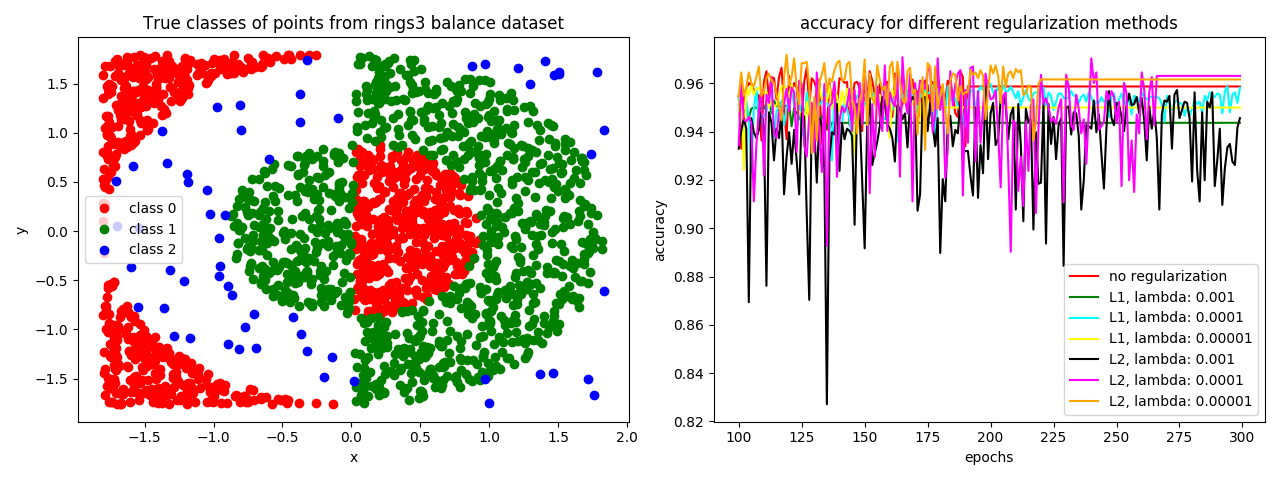 True classes of points from rings3 balance dataset
1.5
1.0
0.5
0.0
−0.5
−1.0
−1.5
y
class 0
class 1
class 2
−1.5
−1.0
−0.5
0.0
0.5
1.0
1.5
2.0
x
accuracy for different regularization methods
0.96
0.94
0.92
0.90
0.88
0.86
0.84
0.82
accuracy
no regularization
L1, lambda: 0.001
L1, lambda: 0.0001
L1, lambda: 0.00001
L2, lambda: 0.001
L2, lambda: 0.0001
L2, lambda: 0.00001
100
125
150
175
200
225
250
275
300
epochs